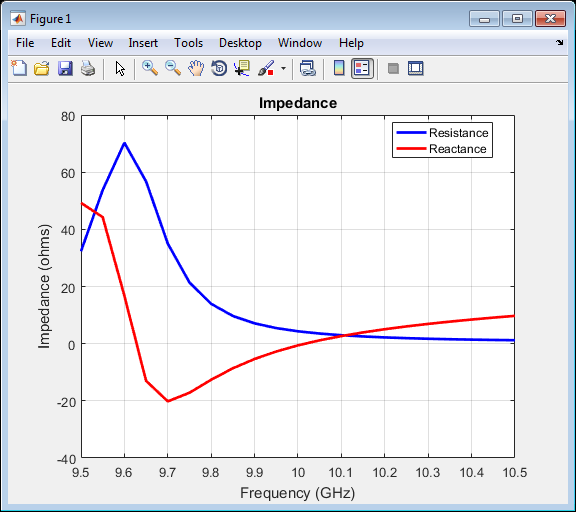 Figure 1
File Edit View Insert Tools Desktop Window Help
Impedance
Resistance
Reactance
80
60
40
20
0
-20
-40
Impedance (ohms)
9.5 9.6 9.7 9.8 9.9 10 10.1 10.2 10.3 10.4 10.5
Frequency (GHz)